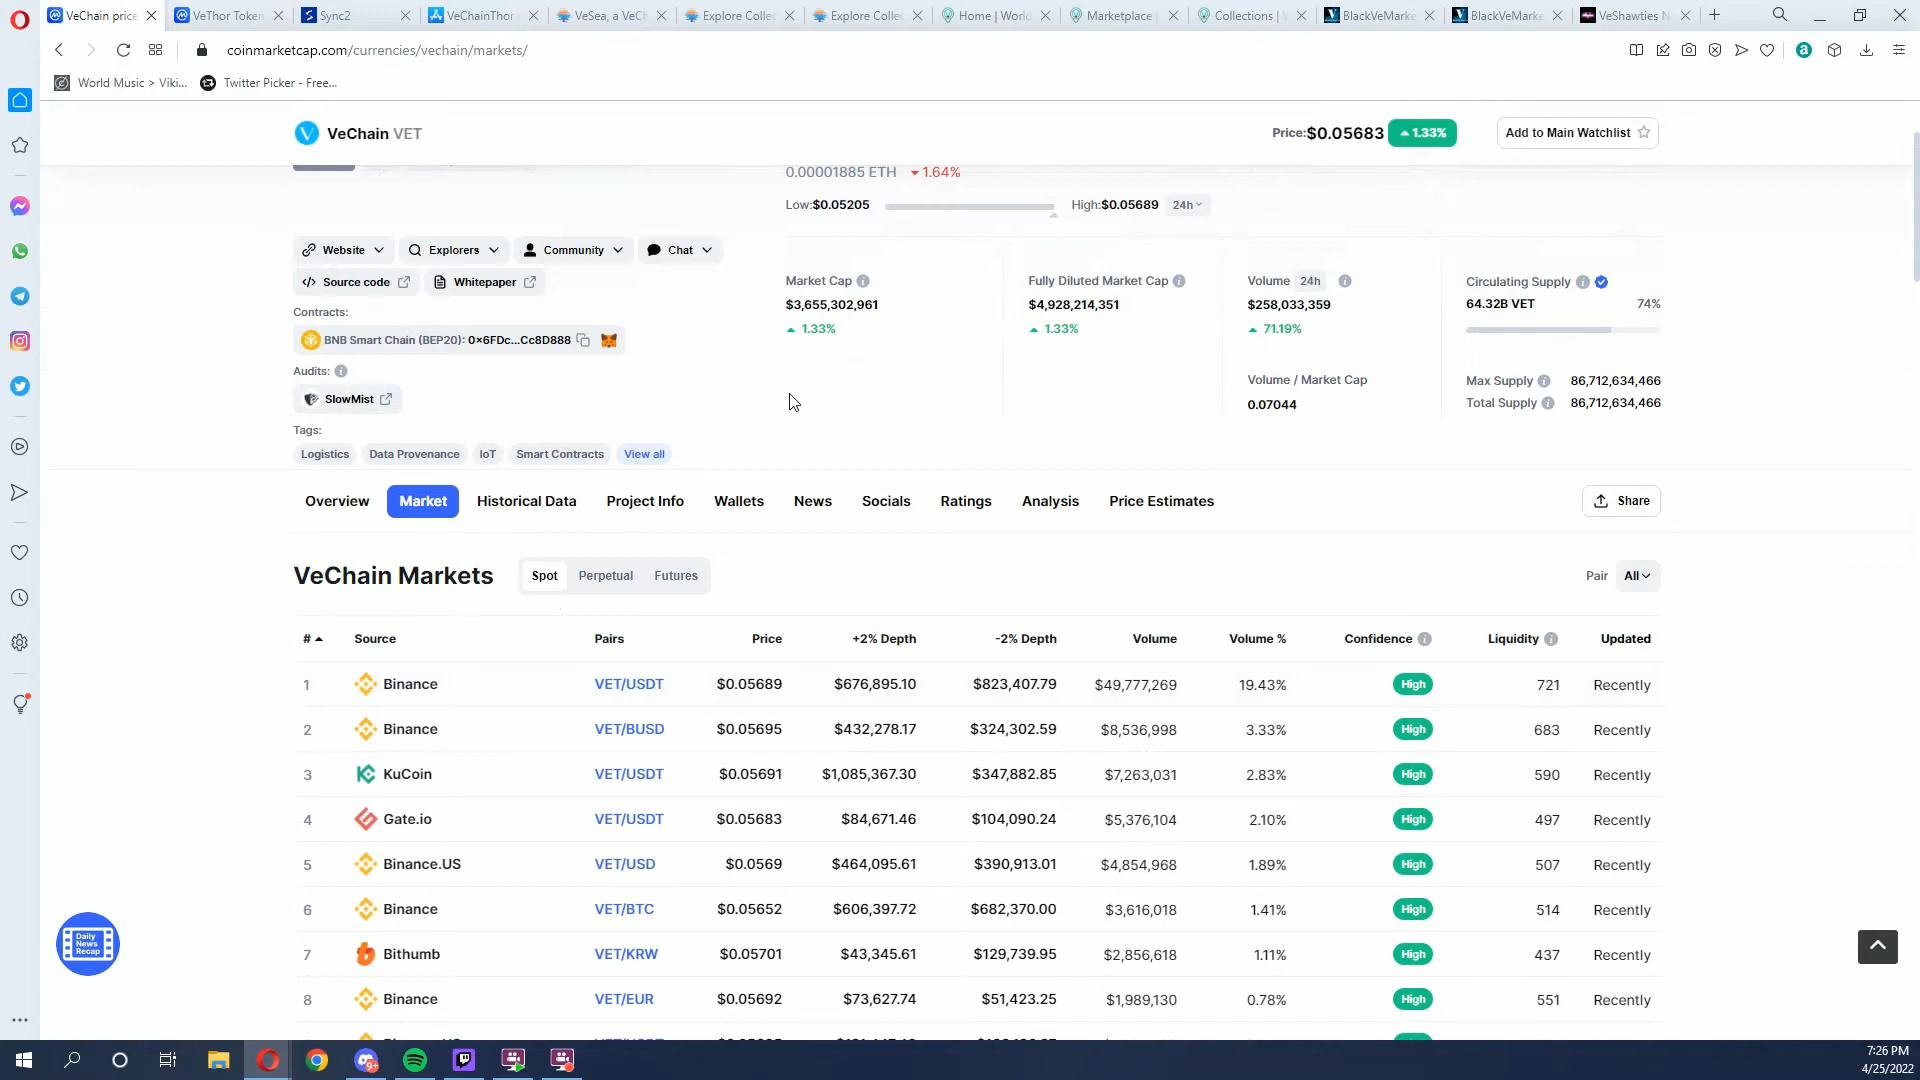 VeChain price
VeThor Token
Sync2
VeChainThor
VeSea, a VeCh
Explore Collec
Explore Collec
Home | World
Marketplace |
Collections | W
BlackVeMarke
BlackVeMarke
VeShawties N
coinmarketcap.com/currencies/vechain/markets/
World Music > Viki...
Twitter Picker - Free...
VeChain VET
Price:$0.05683
1.33%
Add to Main Watchlist
0.00001885 ETH
1.64%
Low:$0.05205
High:$0.05689
24h
Website
Explorers
Community
Chat
Source code
Whitepaper
Contracts:
BNB Smart Chain (BEP20): 0×6FDc...Cc8D888
Audits:
SlowMist
Tags:
Logistics
Data Provenance
IoT
Smart Contracts
View all
Market Cap
$3,655,302,961
1.33%
Fully Diluted Market Cap
$4,928,214,351
1.33%
Volume 24h
$258,033,359
71.19%
Volume / Market Cap
0.07044
Circulating Supply
64.32B VET
74%
Max Supply 86,712,634,466
Total Supply 86,712,634,466
Overview Market Historical Data Project Info Wallets News Socials Ratings Analysis Price Estimates
Share
VeChain Markets
Spot Perpetual Futures
Pair All
# Source Pairs Price +2% Depth -2% Depth Volume Volume % Confidence Liquidity Updated
1 Binance VET/USDT $0.05689 $676,895.10 $823,407.79 $49,777,269 19.43% High 721 Recently
2 Binance VET/BUSD $0.05695 $432,278.17 $324,302.59 $8,536,998 3.33% High 683 Recently
3 KuCoin VET/USDT $0.05691 $1,085,367.30 $347,882.85 $7,263,031 2.83% High 590 Recently
4 Gate.io VET/USDT $0.05683 $84,671.46 $104,090.24 $5,376,104 2.10% High 497 Recently
5 Binance.US VET/USD $0.0569 $464,095.61 $390,913.01 $4,854,968 1.89% High 507 Recently
6 Binance VET/BTC $0.05652 $606,397.72 $682,370.00 $3,616,018 1.41% High 514 Recently
7 Bithumb VET/KRW $0.05701 $43,345.61 $129,739.95 $2,856,618 1.11% High 437 Recently
8 Binance VET/EUR $0.05692 $73,627.74 $51,423.25 $1,989,130 0.78% High 551 Recently
Daily
News
Recap
9+
7:26 PM
4/25/2022